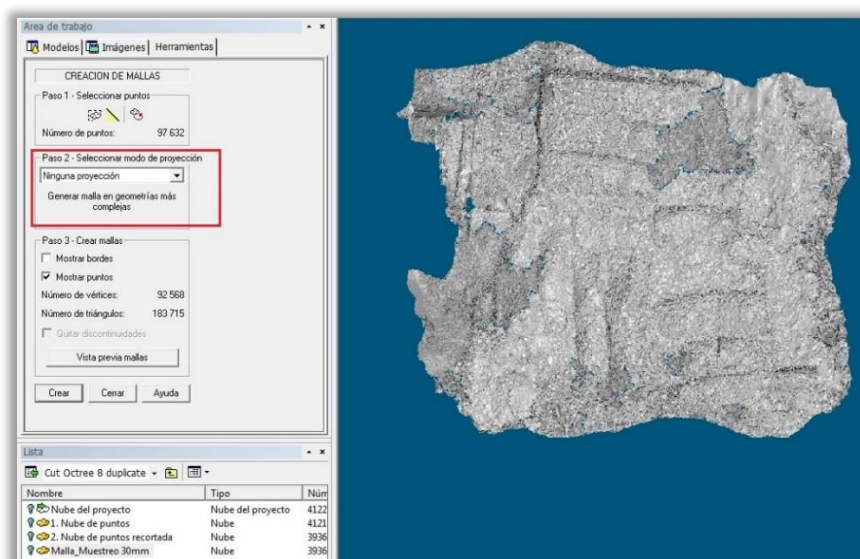 Area de trabajo
Modelos Imágenes Herramientas
CREACION DE MALLAS
Paso 1 - Seleccionar puntos
Número de puntos: 97 632
Paso 2 - Seleccionar modo de proyección
Ninguna proyección
Generar malla en geometrías más
complejas
Paso 3 - Crear mallas
Mostrar bordes
Mostrar puntos
Número de vértices: 92 568
Número de triángulos: 183 715
Quitar discontinuidades
Vista previa mallas
Crear Cerrar Ayuda
Lista
Cut Octree 8 duplicate
Nombre Tipo Núm
Nube del proyecto Nube del proyecto 4122
1. Nube de puntos Nube 4121
2. Nube de puntos recortada Nube 3936
Malla_Muestreo 30mm Nube 3936